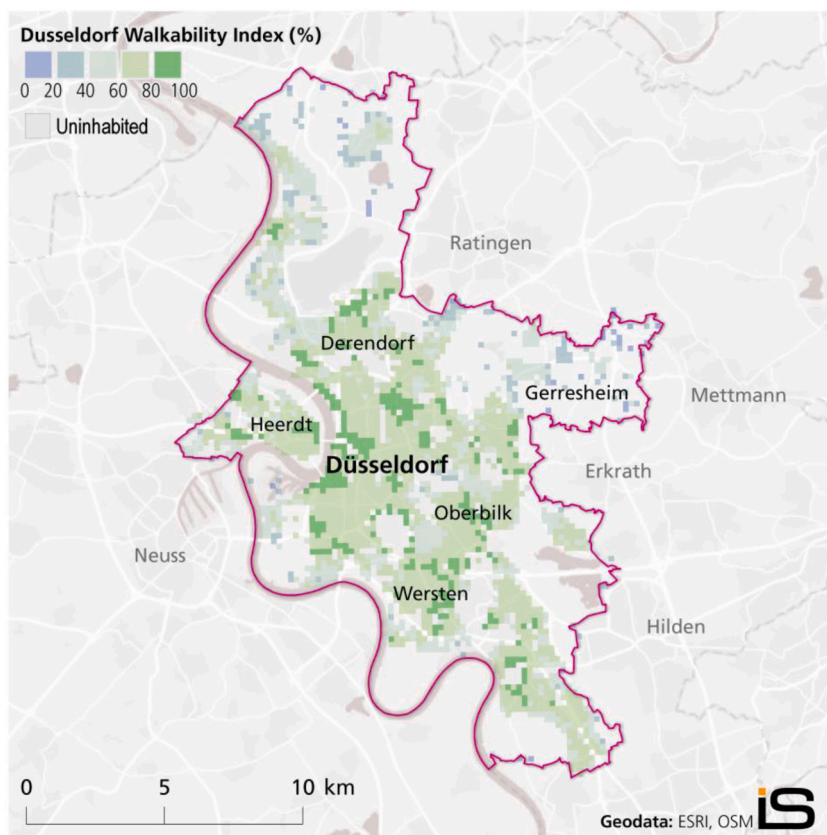 Dusseldorf Walkability Index (%)
0 20 40 60 80 100
Uninhabited
Ratingen
Derendorf
Gerresheim
Mettmann
Heerdt
Düsseldorf
Erkrath
Oberbilk
Neuss
Wersten
Hilden
0 5 10 km
Geodata: ESRI, OSM
iS